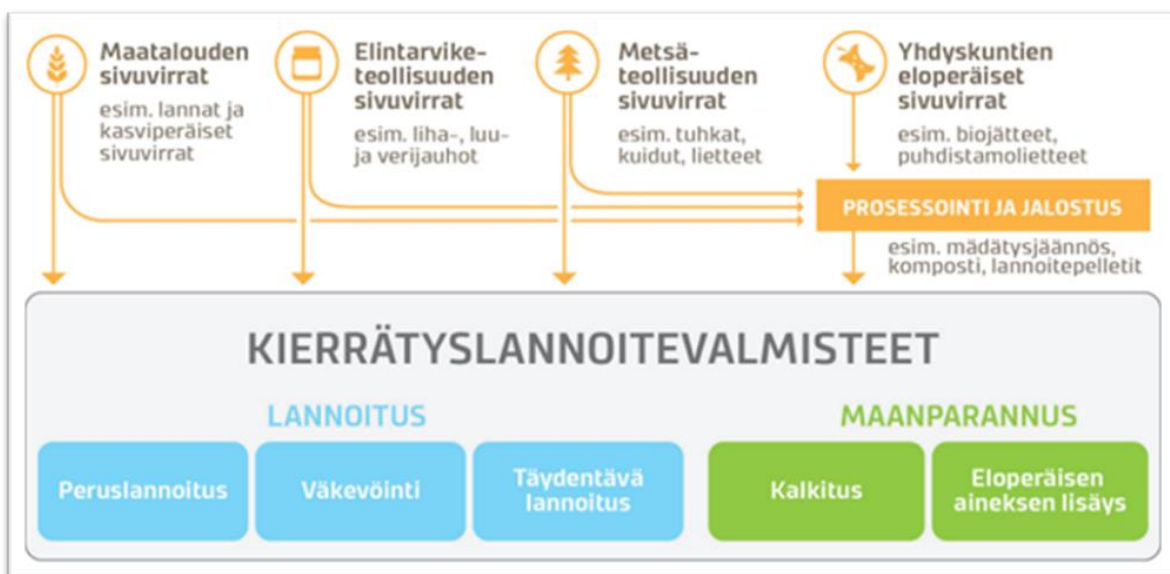 Maatalouden
sivuvirrat
esim. lannat ja
kasviperäiset
sivuvirrat
Elintarvike-
teollisuuden
sivuvirrat
esim. liha-, luu-
ja verijauhot
Metsä-
teollisuuden
sivuvirrat
esim. tuhkat,
kuidut, lietteet
Yhdyskuntien
eloperäiset
sivuvirrat
esim. biojätteet,
puhdistamolietteet
PROSESSOINTI JA JALOSTUS
esim. mädätysjäännös,
komposti, lannoitepelletit
KIERRÄTYSLANNOITEVALMISTEET
LANNOITUS
Peruslannoitus
Väkevöinti
Täydentävä
lannoitus
MAANPARANNUS
Kalkitus
Eloperäisen
aineksen lisäys